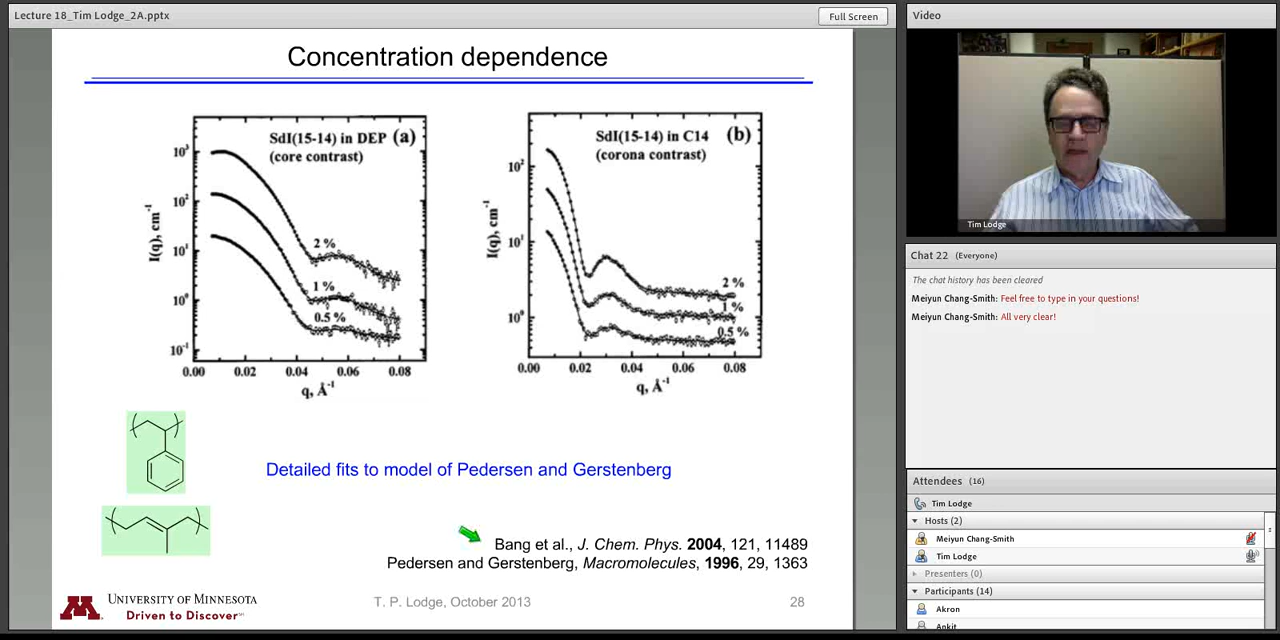 Lecture 18_Tim Lodge_2A.pptx
Full Screen
Concentration dependence
SdI(15-14) in DEP (a)
(core contrast)
10³
10²
10¹
10⁰
10⁻¹
I(q), cm⁻¹
2 %
1 %
0.5 %
0.00 0.02 0.04 0.06 0.08
q, Å⁻¹
SdI(15-14) in C14 (b)
(corona contrast)
10²
10¹
10⁰
I(q), cm⁻¹
2 %
1 %
0.5 %
0.00 0.02 0.04 0.06 0.08
q, Å⁻¹
Detailed fits to model of Pedersen and Gerstenberg
Bang et al., J. Chem. Phys. 2004, 121, 11489
Pedersen and Gerstenberg, Macromolecules, 1996, 29, 1363
UNIVERSITY OF MINNESOTA
Driven to Discover℠
T. P. Lodge, October 2013
28
Video
Tim Lodge
Chat 22 (Everyone)
The chat history has been cleared
Meiyun Chang-Smith: Feel free to type in your questions!
Meiyun Chang-Smith: All very clear!
Attendees (16)
Tim Lodge
Hosts (2)
Meiyun Chang-Smith
Tim Lodge
Presenters (0)
Participants (14)
Akron
Ankit